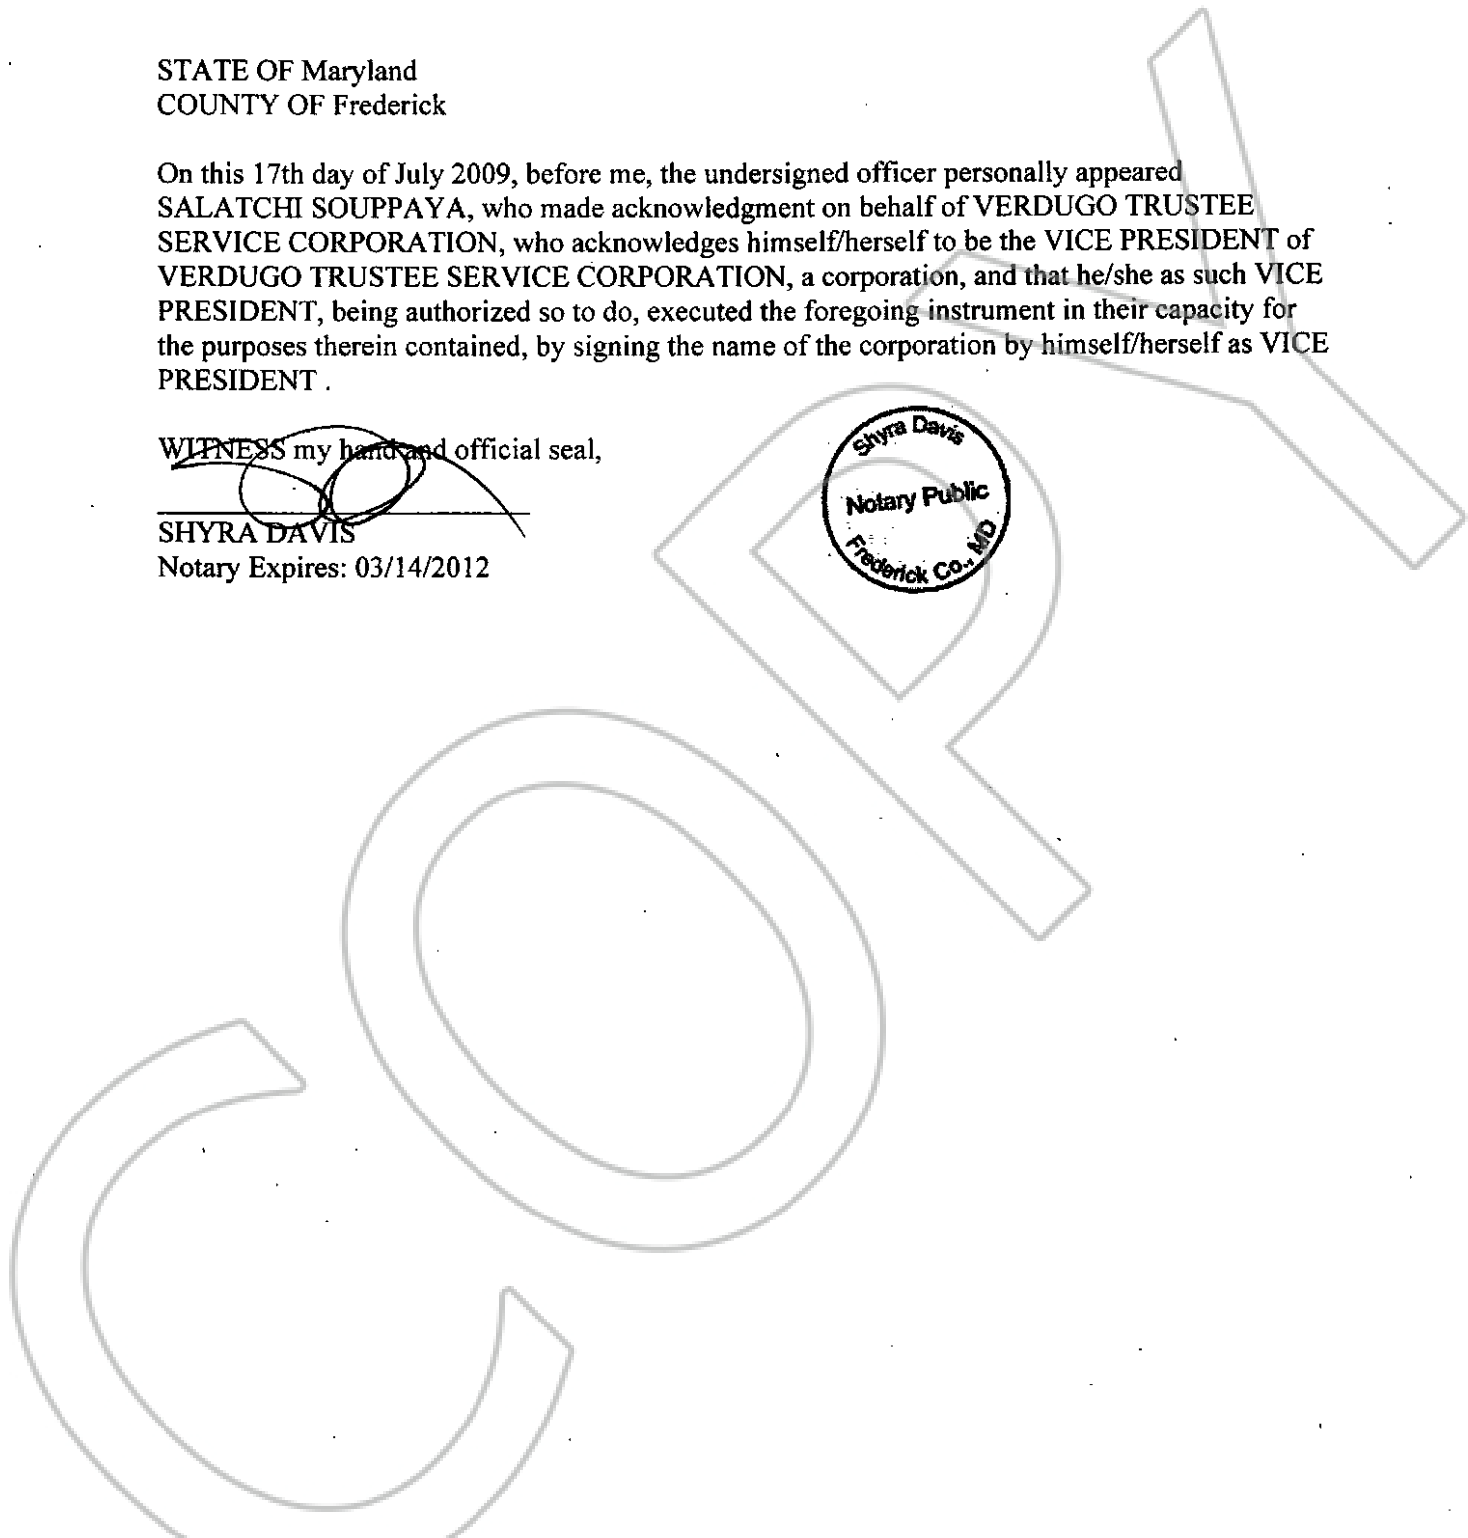 STATE OF Maryland
COUNTY OF Frederick
On this 17th day of July 2009, before me, the undersigned officer personally appeared
SALATCHI SOUPPAYA, who made acknowledgment on behalf of VERDUGO TRUSTEE
SERVICE CORPORATION, who acknowledges himself/herself to be the VICE PRESIDENT of
VERDUGO TRUSTEE SERVICE CORPORATION, a corporation, and that he/she as such VICE
PRESIDENT, being authorized so to do, executed the foregoing instrument in their capacity for
the purposes therein contained, by signing the name of the corporation by himself/herself as VICE
PRESIDENT .
WITNESS my hand and official seal,
SHYRA DAVIS
Notary Expires: 03/14/2012
Shyra Davis
Notary Public
Frederick Co., MD
COPY